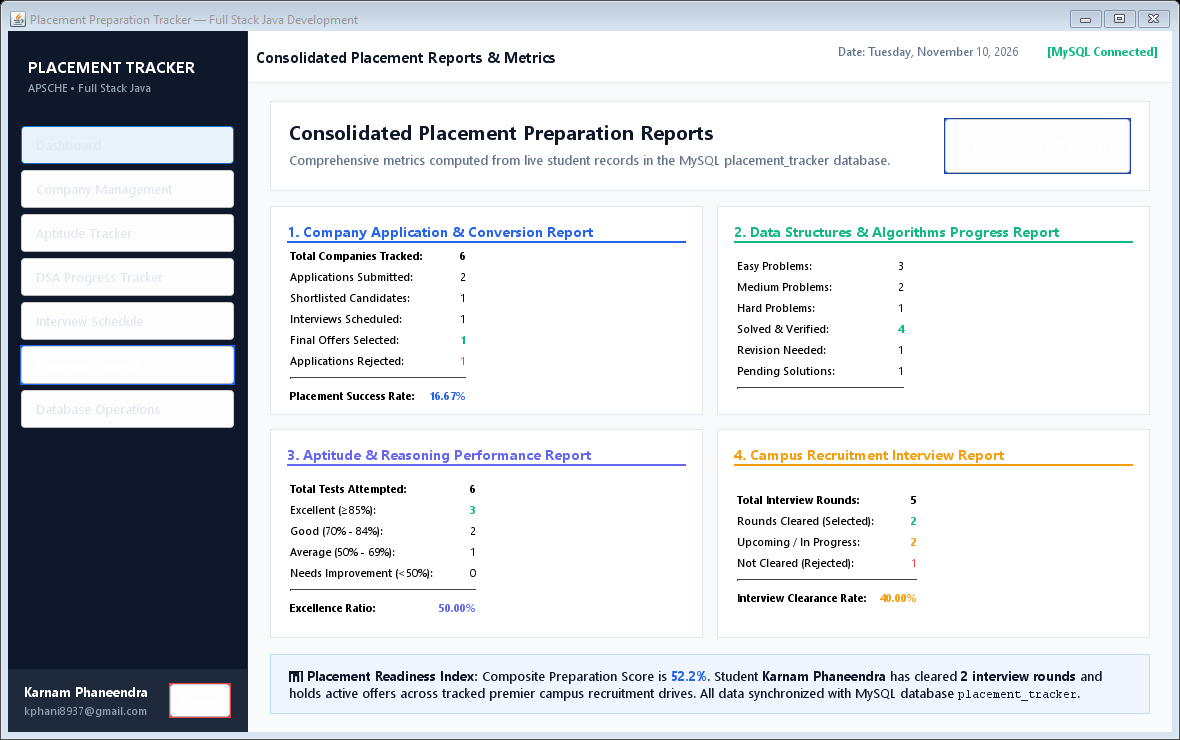 Placement Preparation Tracker — Full Stack Java Development
PLACEMENT TRACKER
APSCHE • Full Stack Java
Dashboard
Company Management
Aptitude Tracker
DSA Progress Tracker
Interview Schedule
Database Operations
Karnam Phaneendra
kphani8937@gmail.com
Consolidated Placement Reports & Metrics
Date: Tuesday, November 10, 2026
[MySQL Connected]
Consolidated Placement Preparation Reports
Comprehensive metrics computed from live student records in the MySQL placement_tracker database.
1. Company Application & Conversion Report
Total Companies Tracked: 6
Applications Submitted: 2
Shortlisted Candidates: 1
Interviews Scheduled: 1
Final Offers Selected: 1
Applications Rejected: 1
Placement Success Rate: 16.67%
2. Data Structures & Algorithms Progress Report
Easy Problems: 3
Medium Problems: 2
Hard Problems: 1
Solved & Verified: 4
Revision Needed: 1
Pending Solutions: 1
3. Aptitude & Reasoning Performance Report
Total Tests Attempted: 6
Excellent (≥85%): 3
Good (70% - 84%): 2
Average (50% - 69%): 1
Needs Improvement (<50%): 0
Excellence Ratio: 50.00%
4. Campus Recruitment Interview Report
Total Interview Rounds: 5
Rounds Cleared (Selected): 2
Upcoming / In Progress: 2
Not Cleared (Rejected): 1
Interview Clearance Rate: 40.00%
Placement Readiness Index: Composite Preparation Score is 52.2%. Student Karnam Phaneendra has cleared 2 interview rounds and
holds active offers across tracked premier campus recruitment drives. All data synchronized with MySQL database placement_tracker.